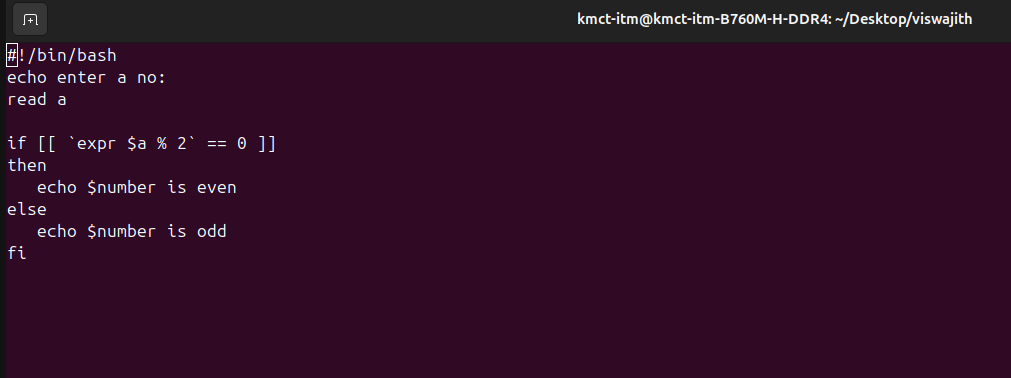 kmct-itm@kmct-itm-B760M-H-DDR4: ~/Desktop/viswajith
#!/bin/bash
echo enter a no:
read a

if [[ `expr $a % 2` == 0 ]]
then
   echo $number is even
else
   echo $number is odd
fi